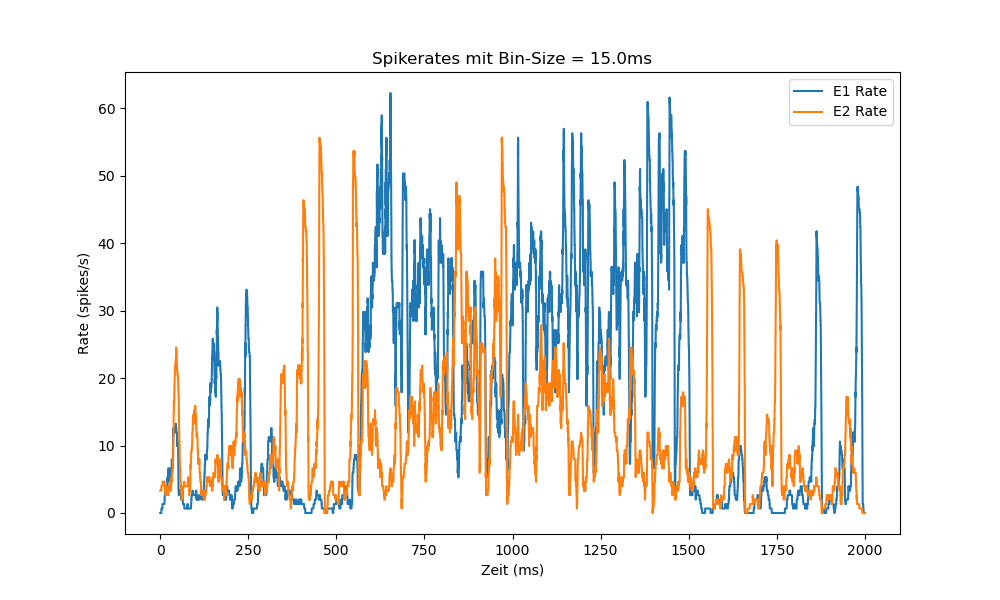 Spikerates mit Bin-Size = 15.0ms
E1 Rate
E2 Rate
60
50
40
30
20
10
0
Rate (spikes/s)
0 250 500 750 1000 1250 1500 1750 2000
Zeit (ms)